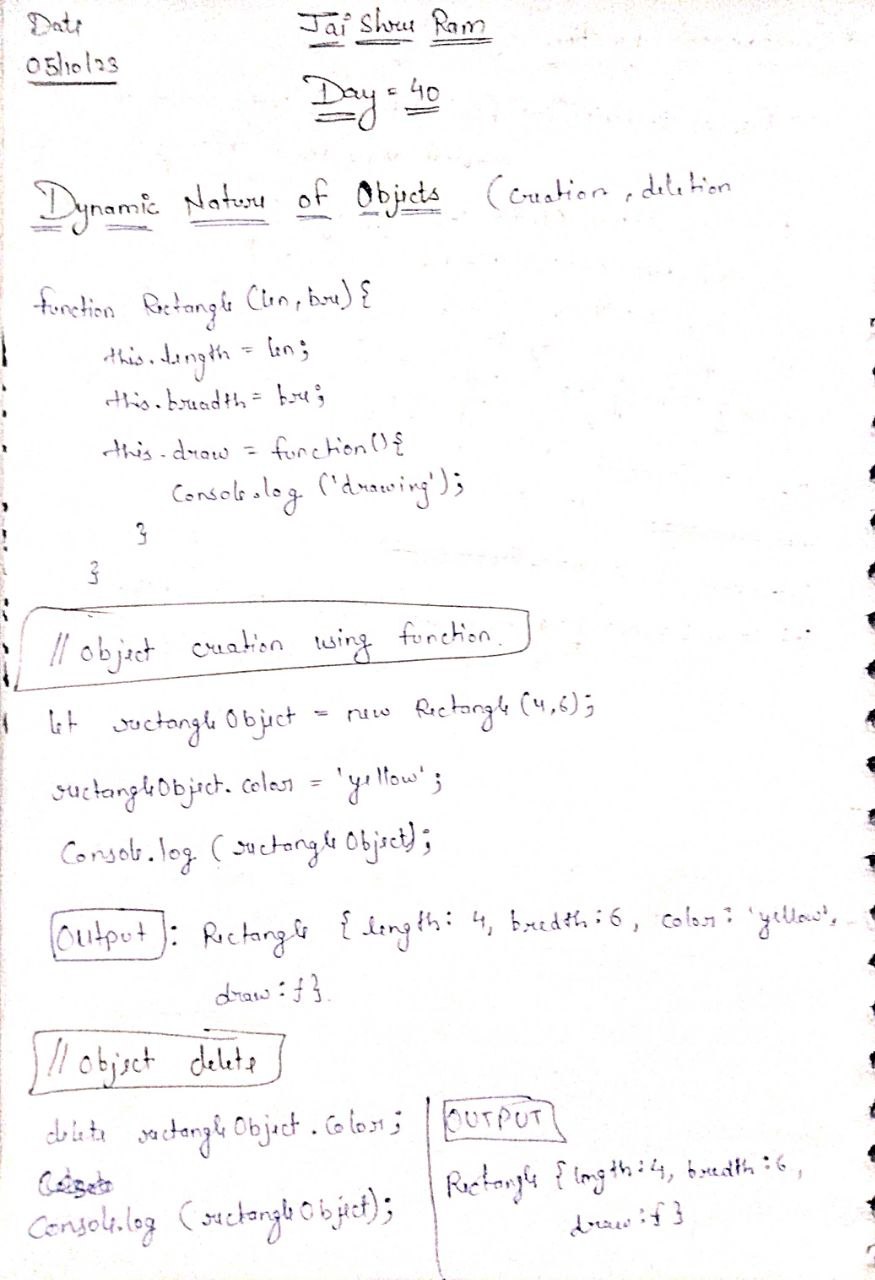 Date
05/10/23
Jai Shree Ram
Day = 40
Dynamic Nature of Objects (creation, deletion
function Rectangle (len, bre) {
this.length = len;
this.breadth = bre;
this.draw = function() {
Console.log ('drawing');
}
}
// object creation using function.
let rectangleObject = new Rectangle (4,6);
rectangleObject.color = 'yellow';
Console.log (rectangleObject);
Output : Rectangle { length: 4, bredth: 6, color: 'yellow',
draw: f }.
// object delete
delete rectangleObject.color;
Console.log (rectangleObject);
OUTPUT
Rectangle { length: 4, bredth: 6,
draw: f }